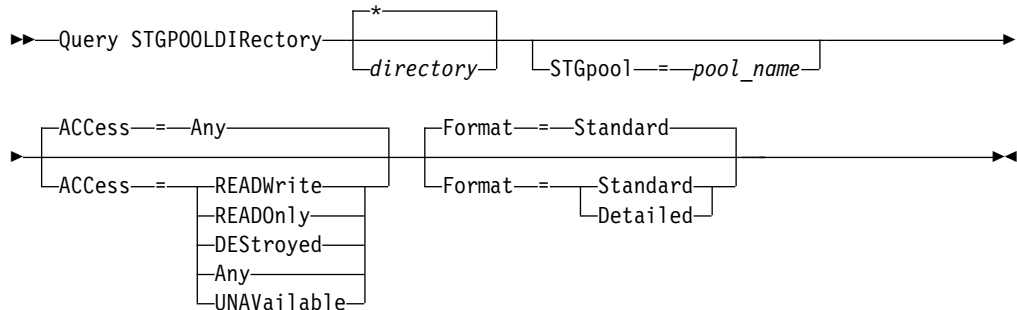 *
Query STGPOOLDIRectory
directory
STGpool = pool_name
ACCess = Any
Format = Standard
ACCess = READWrite
Format = Standard
READOnly
Detailed
DEStroyed
Any
UNAVailable